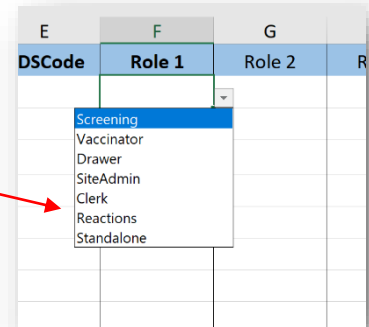 E F G
DSCode Role 1 Role 2
Screening
Vaccinator
Drawer
SiteAdmin
Clerk
Reactions
Standalone